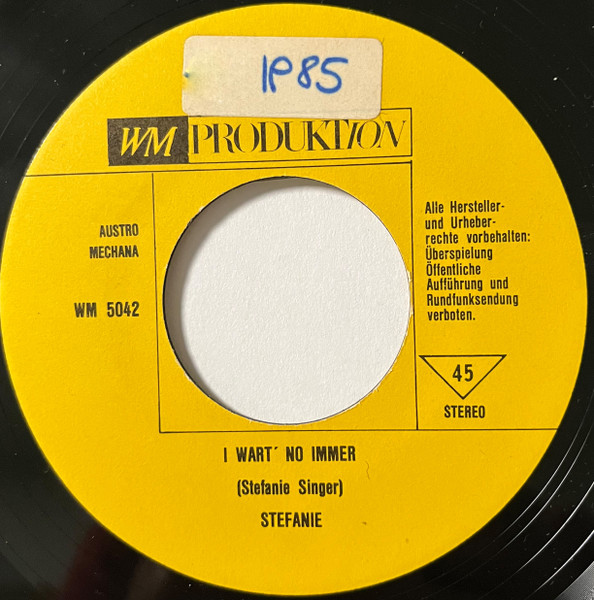 1P85
WM PRODUKTION
AUSTRO
MECHANA
WM 5042
Alle Hersteller-
und Urheber-
rechte vorbehalten:
Überspielung
Öffentliche
Aufführung und
Rundfunksendung
verboten.
45
STEREO
I WART´ NO IMMER
(Stefanie Singer)
STEFANIE